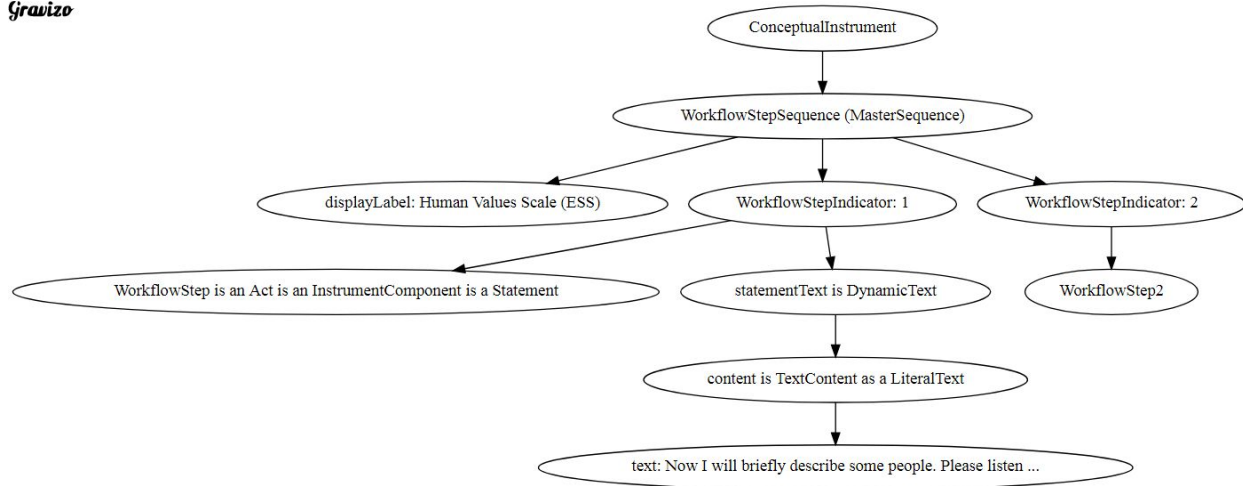 Gravizo
ConceptualInstrument
WorkflowStepSequence (MasterSequence)
displayLabel: Human Values Scale (ESS)
WorkflowStepIndicator: 1
WorkflowStepIndicator: 2
WorkflowStep is an Act is an InstrumentComponent is a Statement
statementText is DynamicText
WorkflowStep2
content is TextContent as a LiteralText
text: Now I will briefly describe some people. Please listen ...